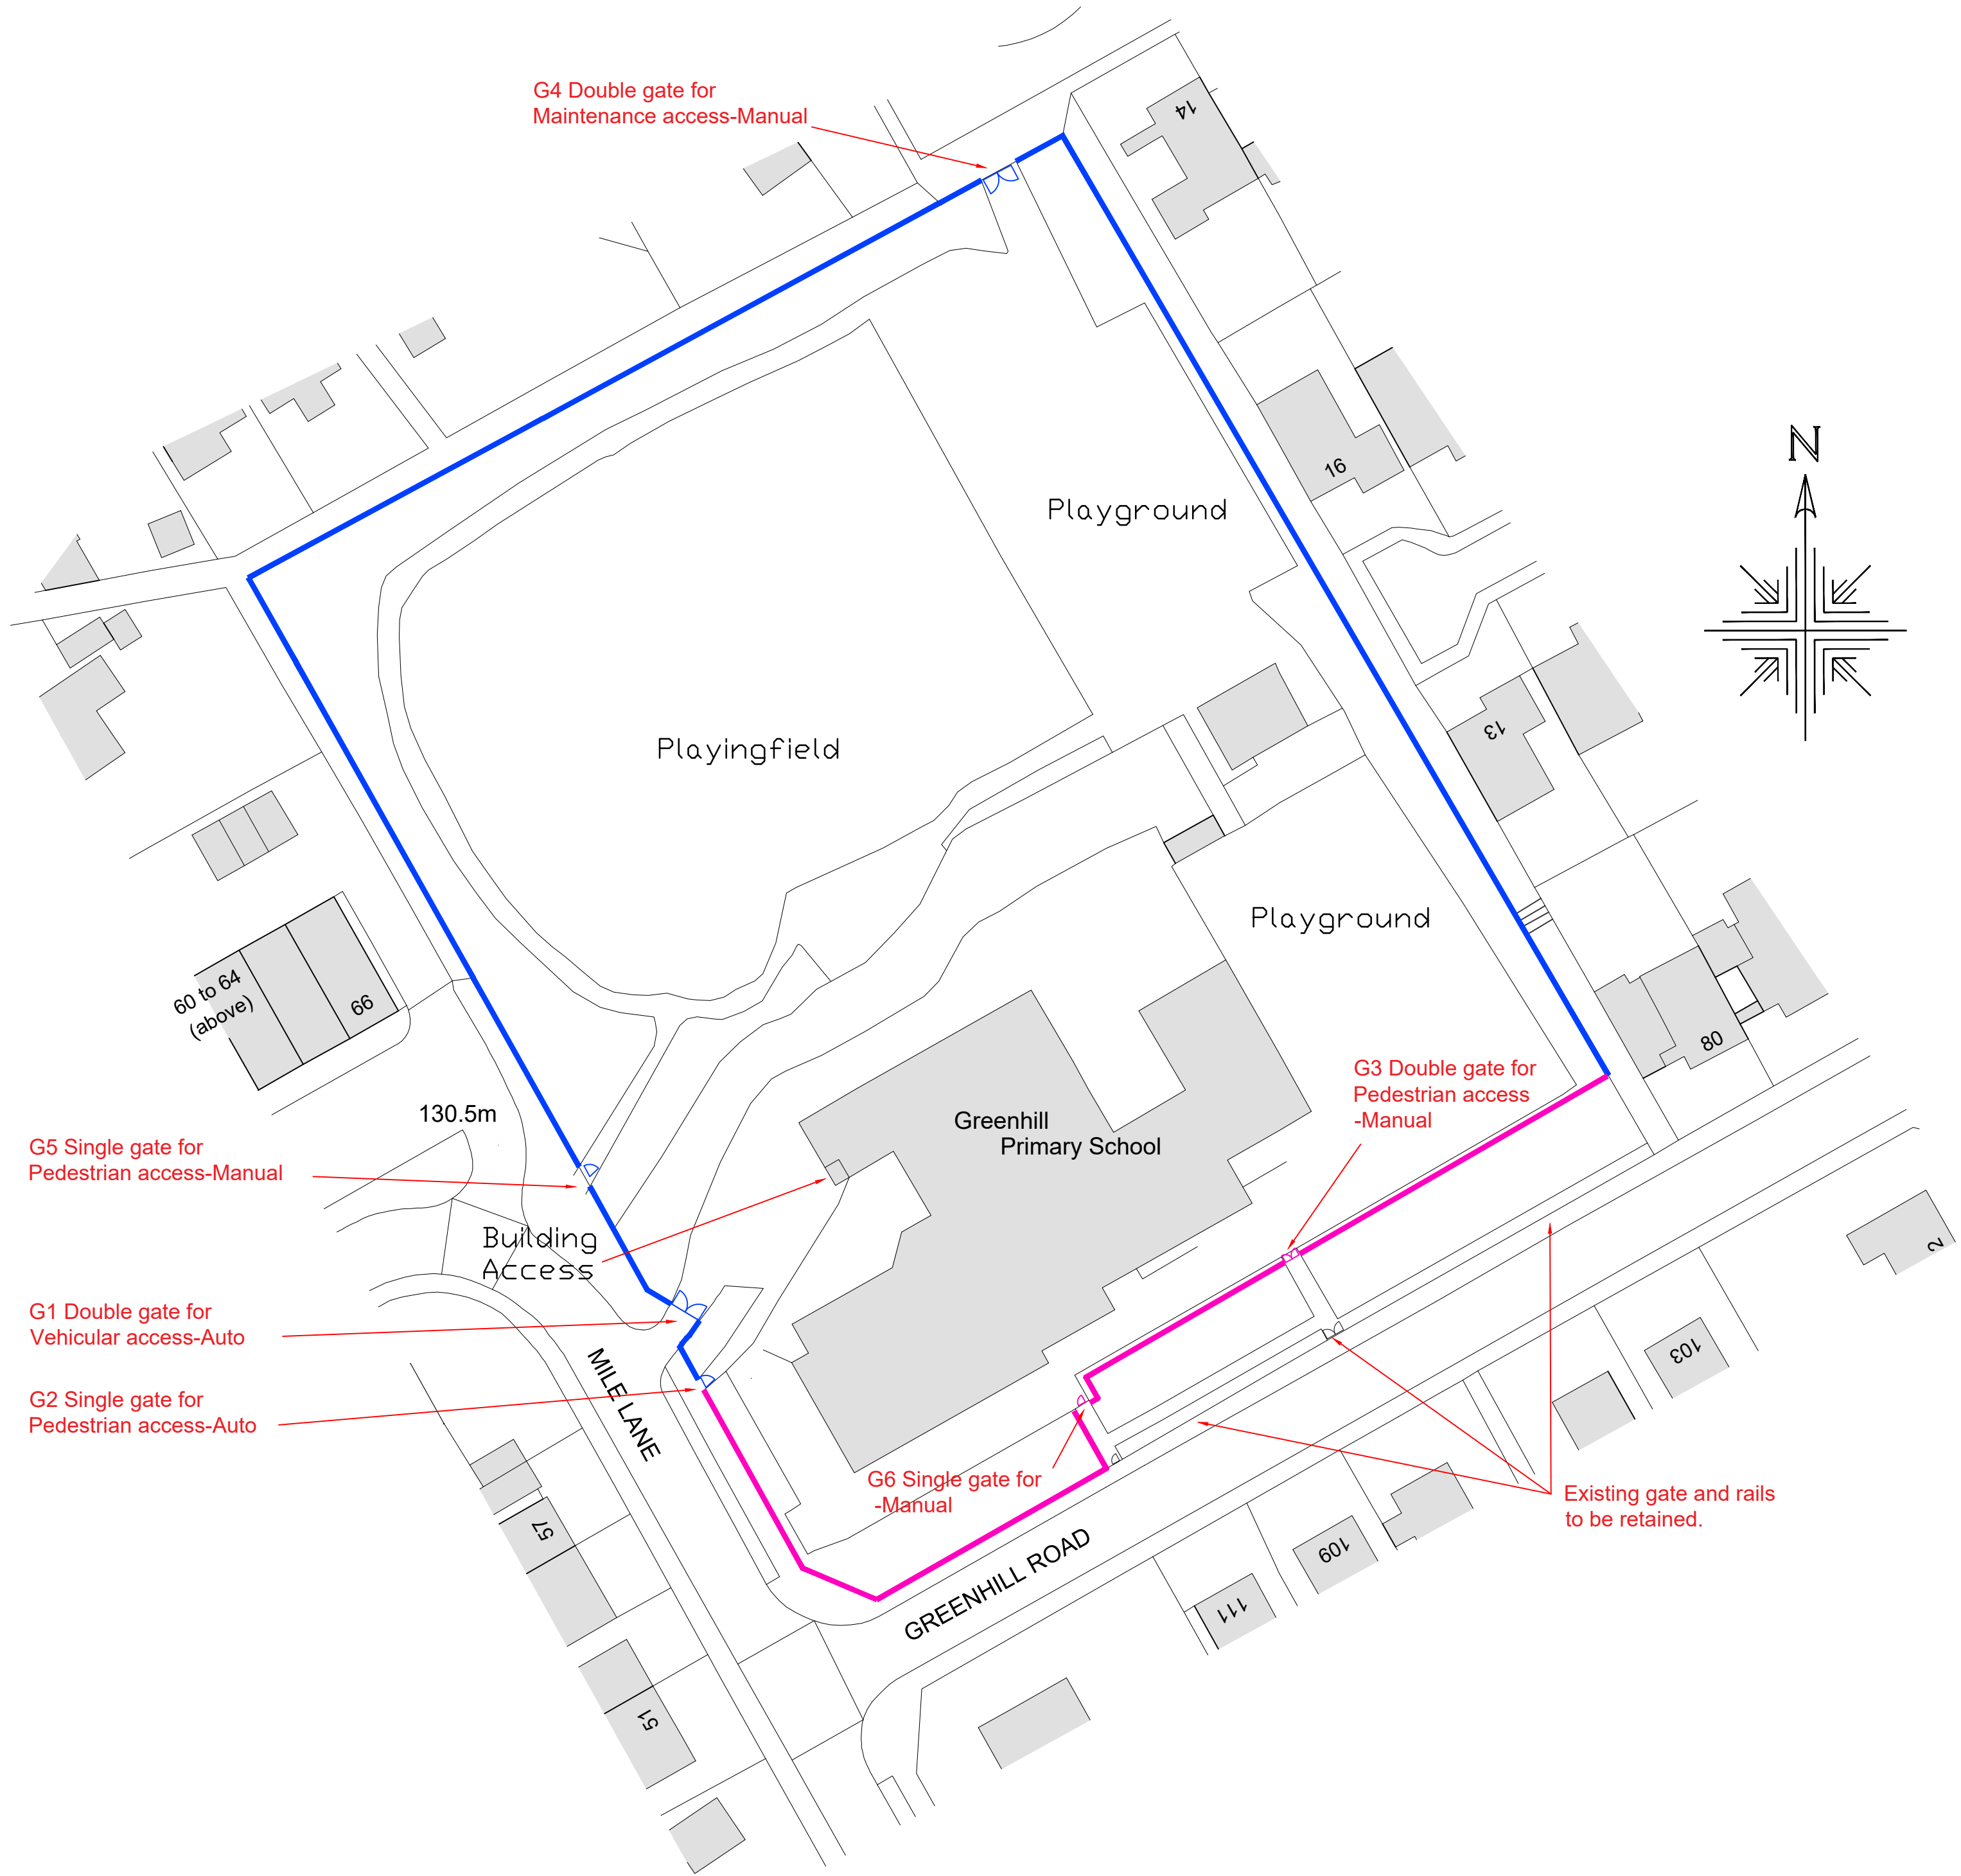 G4 Double gate for
Maintenance access-Manual
14
N
16
Playground
13
Playingfield
Playground
60 to 64
(above)
66
80
130.5m
G3 Double gate for
Pedestrian access
-Manual
Greenhill
Primary School
G5 Single gate for
Pedestrian access-Manual
Building
Access
2
G1 Double gate for
Vehicular access-Auto
103
MILE LANE
G2 Single gate for
Pedestrian access-Auto
G6 Single gate for
-Manual
Existing gate and rails
to be retained.
57
109
GREENHILL ROAD
111
51